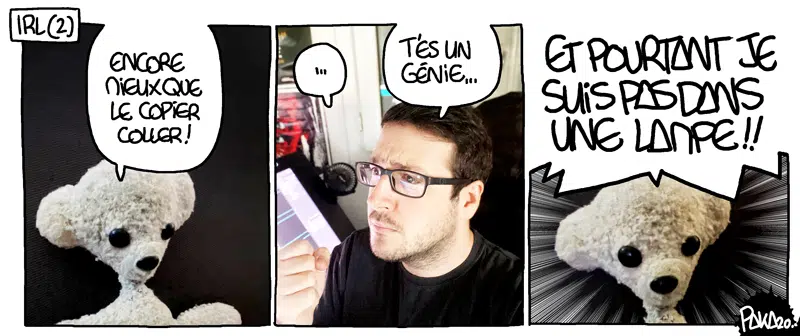 IRL(2)
ENCORE
MIEUX QUE
LE COPIER
COLLER!
...
T'ES UN
GÉNIE...
ET POURTANT JE
SUIS PAS DANS
UNE LAMPE!!
PAKA20.